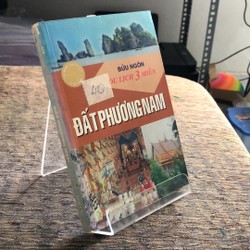 BỬU NGÔN
DU LỊCH 3 MIỀN
ĐẤT PHƯƠNG NAM